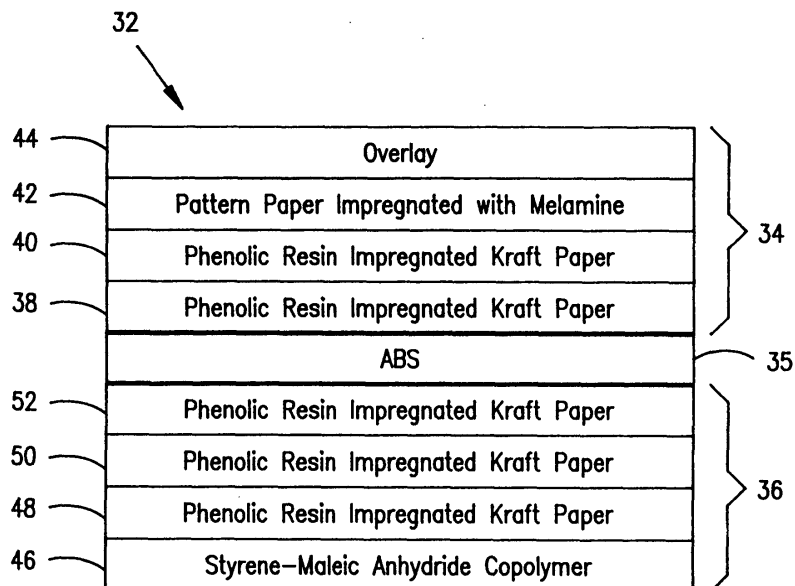 32
44 Overlay
42 Pattern Paper Impregnated with Melamine
34
40 Phenolic Resin Impregnated Kraft Paper
38 Phenolic Resin Impregnated Kraft Paper
ABS 35
52 Phenolic Resin Impregnated Kraft Paper
50 Phenolic Resin Impregnated Kraft Paper
36
48 Phenolic Resin Impregnated Kraft Paper
46 Styrene-Maleic Anhydride Copolymer